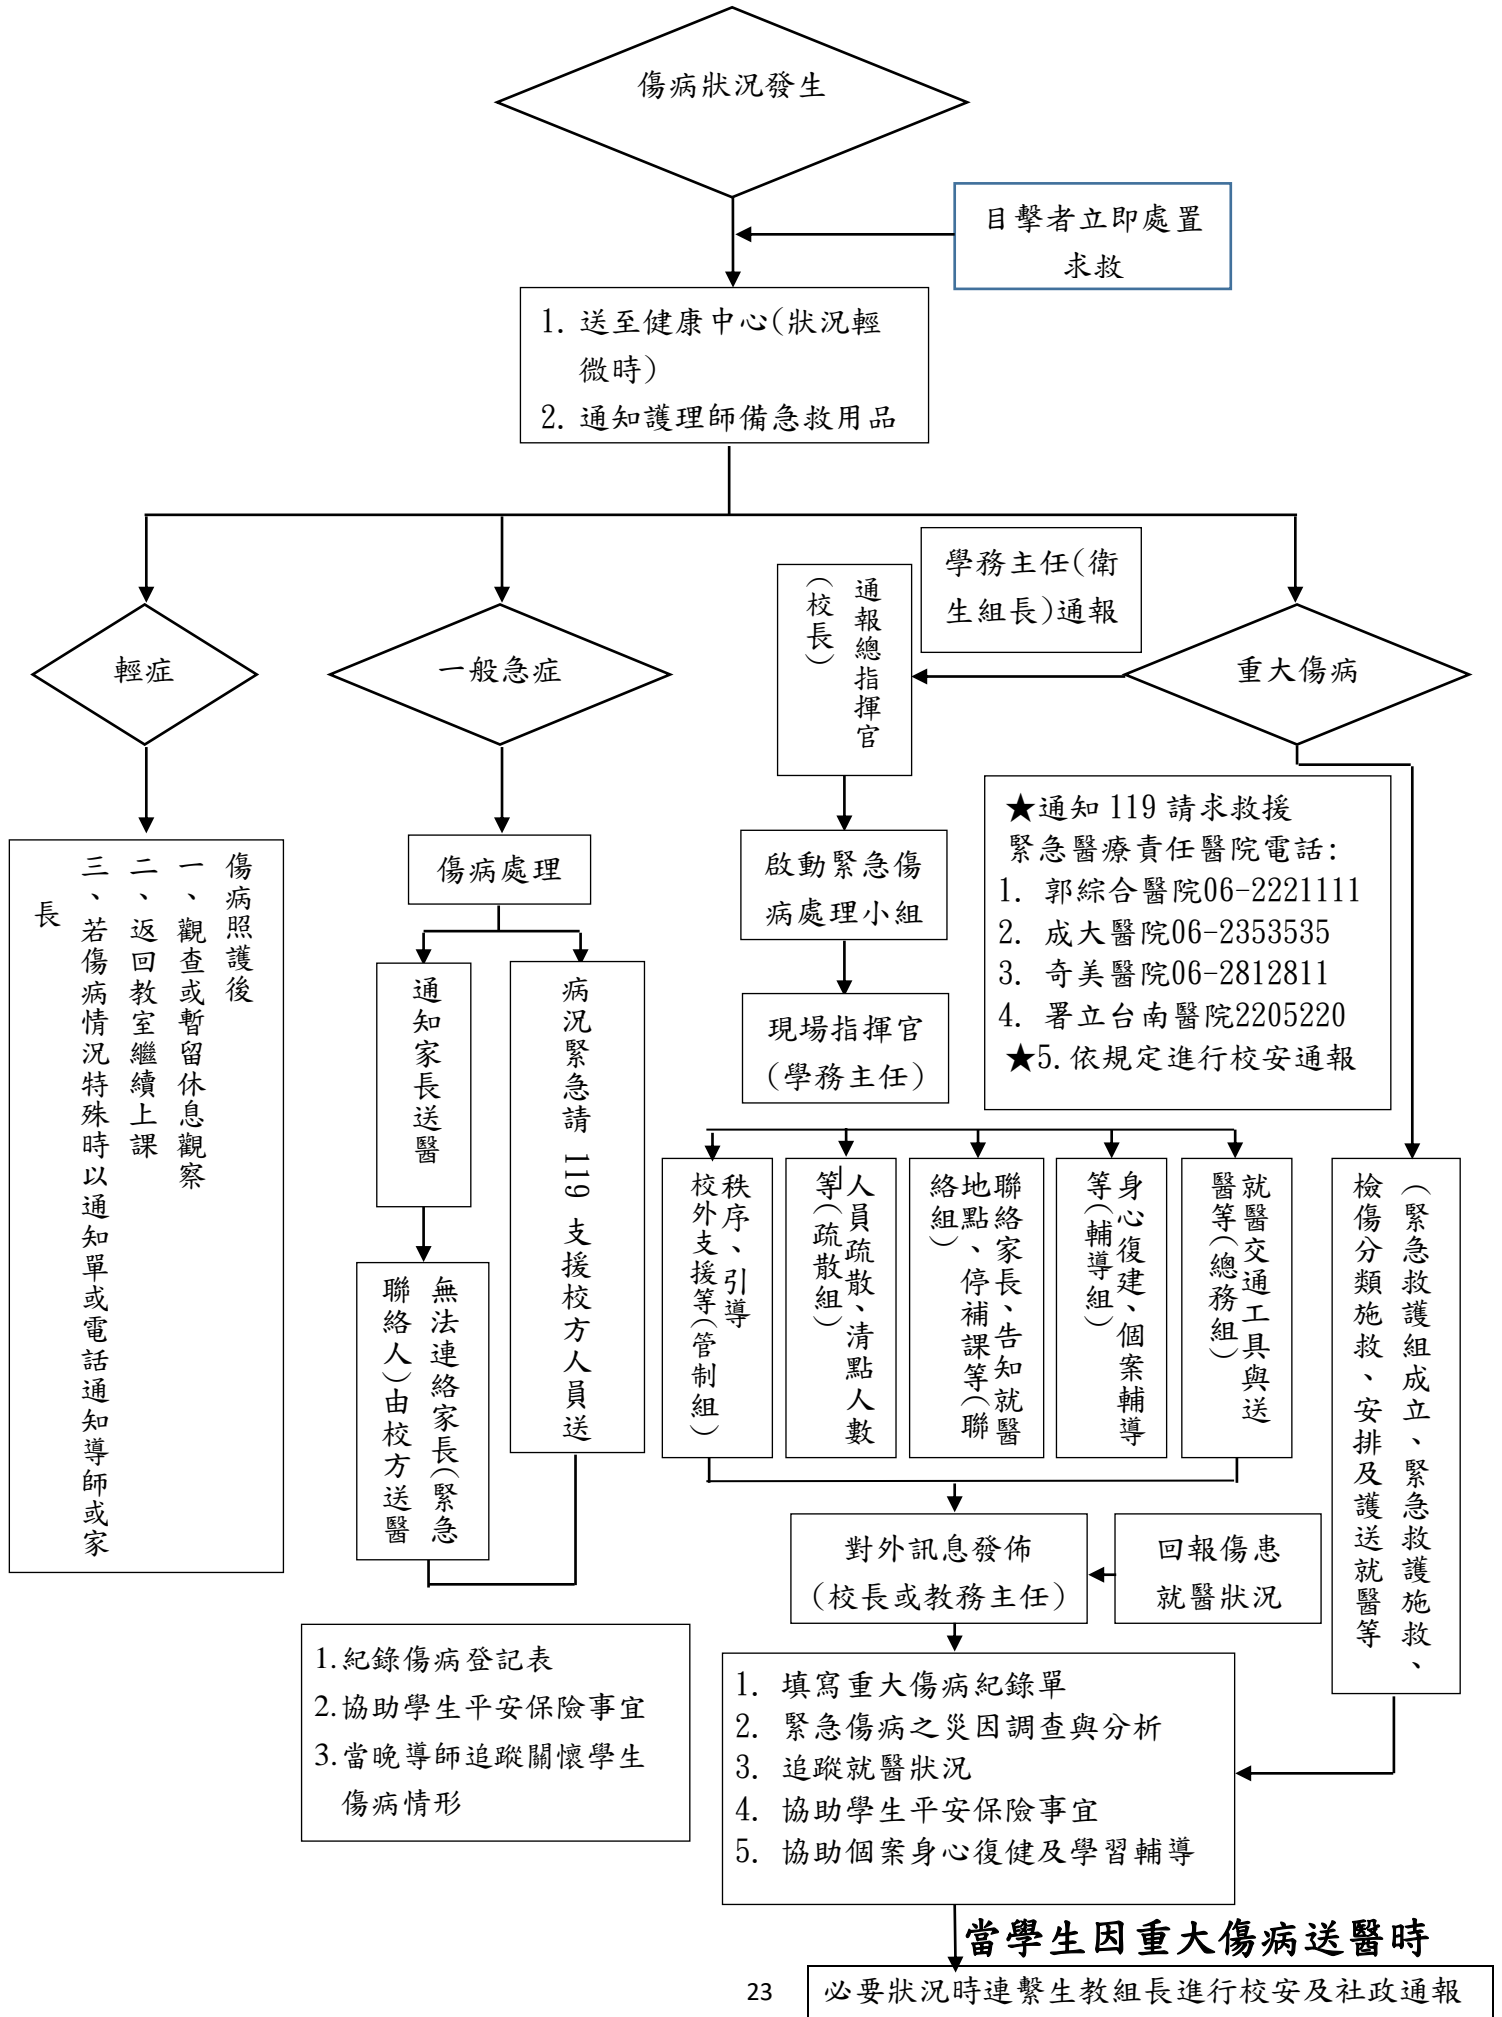 傷病狀況發生
目擊者立即處置
求救
1. 送至健康中心(狀況輕
微時)
2. 通知護理師備急救用品
學務主任(衛
生組長)通報
通報總指揮官
(校長)
輕症
一般急症
重大傷病
★通知 119 請求救援
緊急醫療責任醫院電話:
1. 郭綜合醫院06-2221111
2. 成大醫院06-2353535
3. 奇美醫院06-2812811
4. 署立台南醫院2205220
★5.依規定進行校安通報
傷病照護後
一、觀查或暫留休息觀察
二、返回教室繼續上課
三、若傷病情況特殊時以通知單或電話通知導師或家
長
傷病處理
啟動緊急傷
病處理小組
通知家長送醫
病況緊急請 119 支援校方人員送
現場指揮官
(學務主任)
無法連絡家長(緊急
聯絡人)由校方送醫
秩序、引導
校外支援等(管制組)
人員疏散、清點人數
等(疏散組)
聯絡家長、告知就醫
地點、停補課等(聯
絡組)
身心復建、個案輔導
等(輔導組)
就醫交通工具與送
醫等(總務組)
(緊急救護組成立、緊急救護施救、
檢傷分類施救、安排及護送就醫等
對外訊息發佈
(校長或教務主任)
回報傷患
就醫狀況
1.紀錄傷病登記表
2.協助學生平安保險事宜
3.當晚導師追蹤關懷學生
傷病情形
1. 填寫重大傷病紀錄單
2. 緊急傷病之災因調查與分析
3. 追蹤就醫狀況
4. 協助學生平安保險事宜
5. 協助個案身心復健及學習輔導
當學生因重大傷病送醫時
必要狀況時連繫生教組長進行校安及社政通報
23